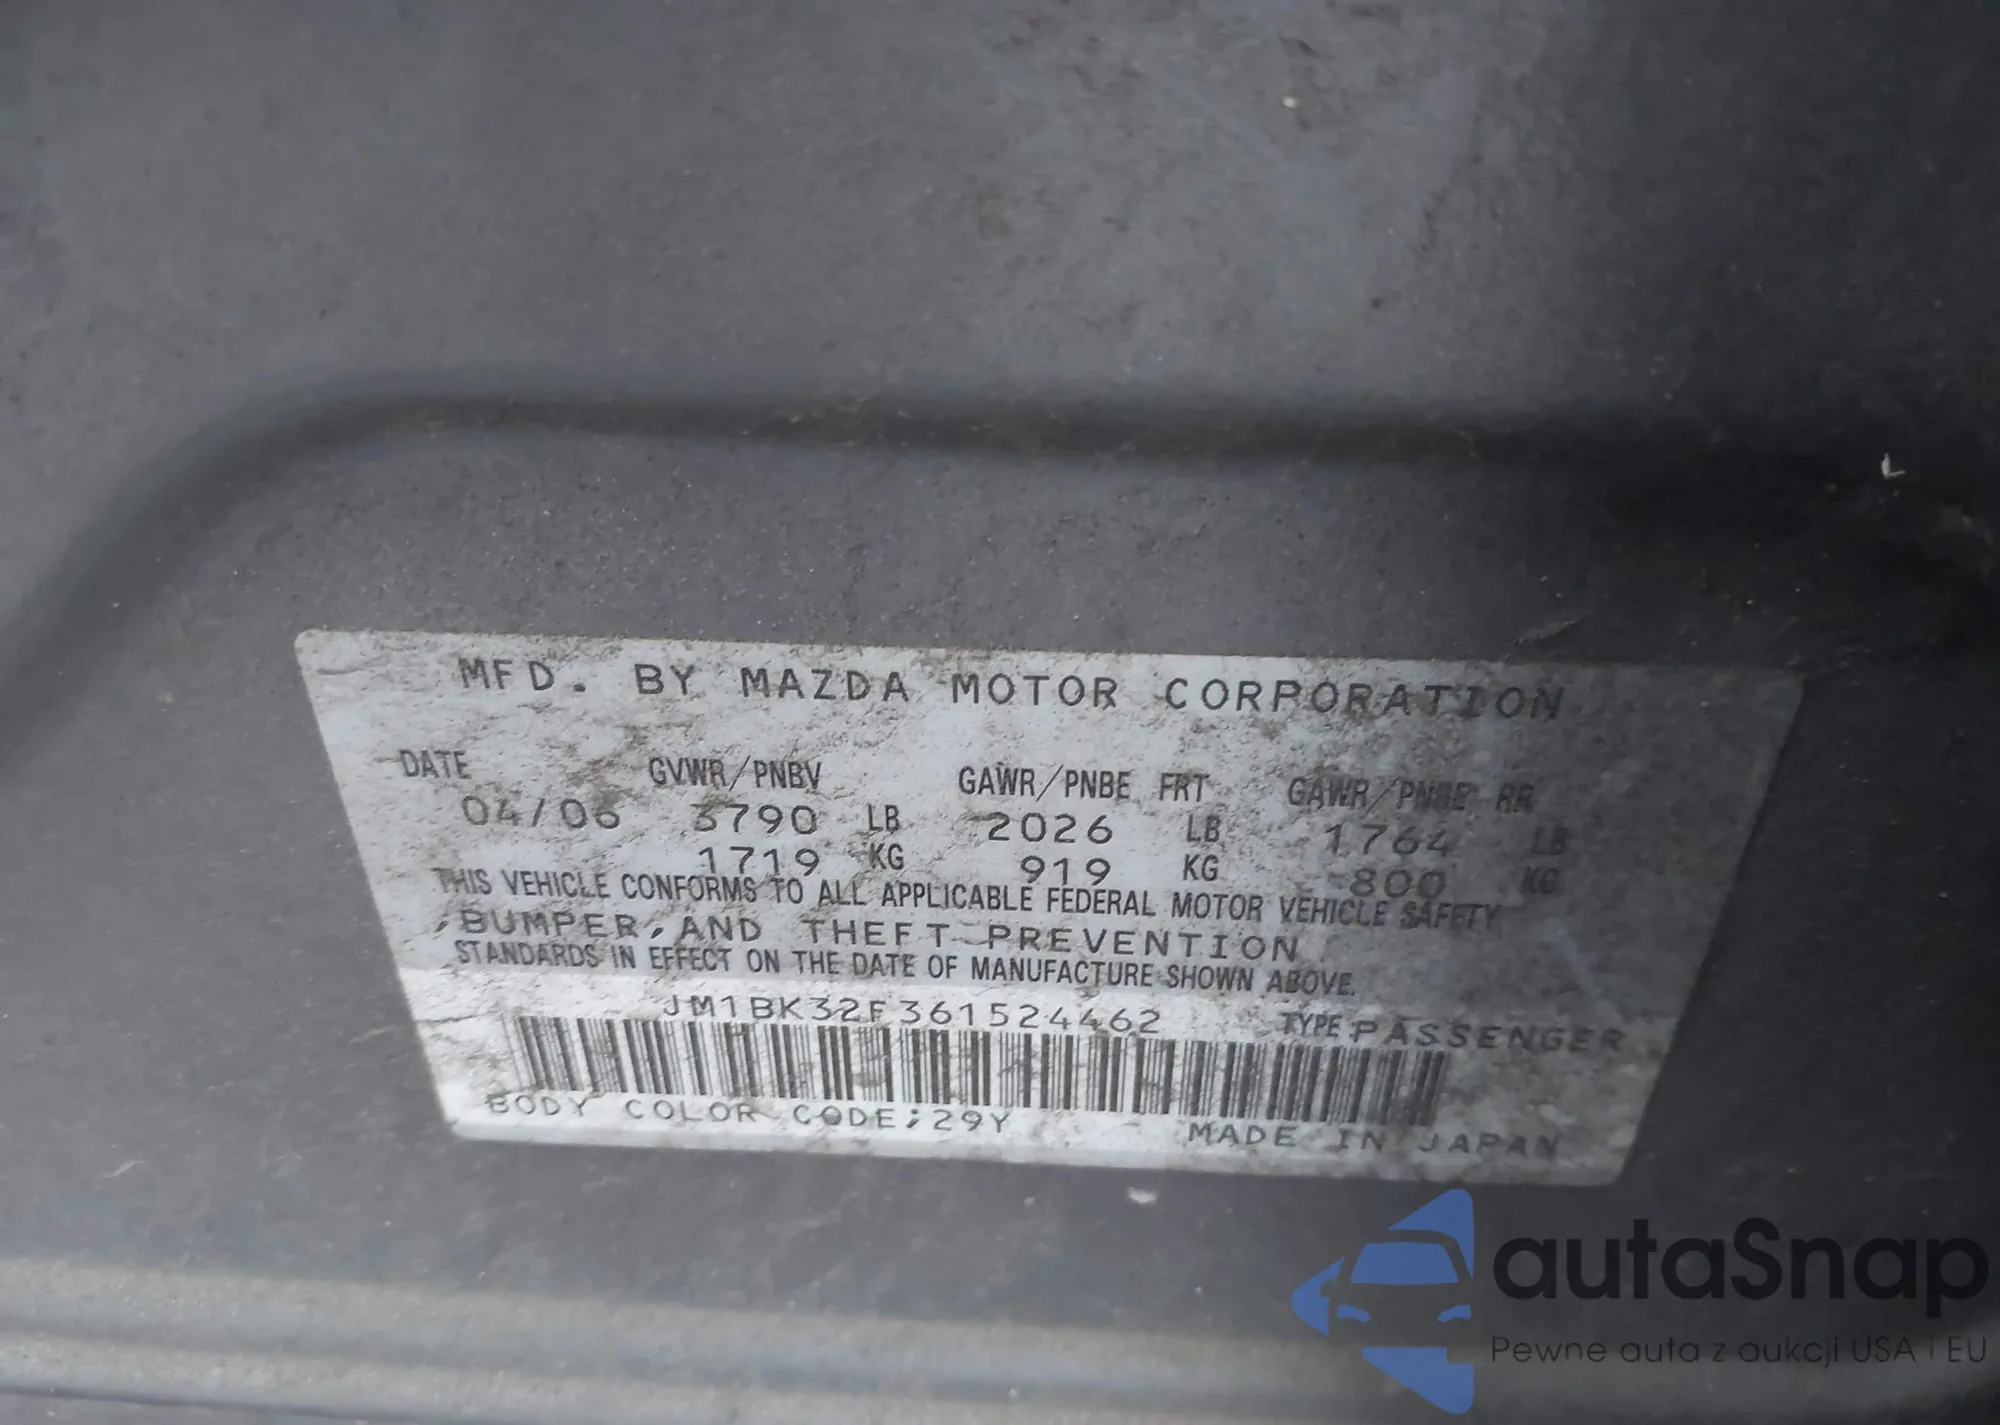 MFD. BY MAZDA MOTOR CORPORATION
DATE GVWR/PNBV GAWR/PNBE FRT GAWR/PNBE RR
04/06 3790 LB 2026 LB 1764 LB
1719 KG 919 KG 800 KG
THIS VEHICLE CONFORMS TO ALL APPLICABLE FEDERAL MOTOR VEHICLE SAFETY
,BUMPER,AND THEFT PREVENTION
STANDARDS IN EFFECT ON THE DATE OF MANUFACTURE SHOWN ABOVE.
JM1BK32F361524462 TYPE:PASSENGER
BODY COLOR CODE;29Y MADE IN JAPAN
autaSnap
Pewne auta z aukcji USA i EU